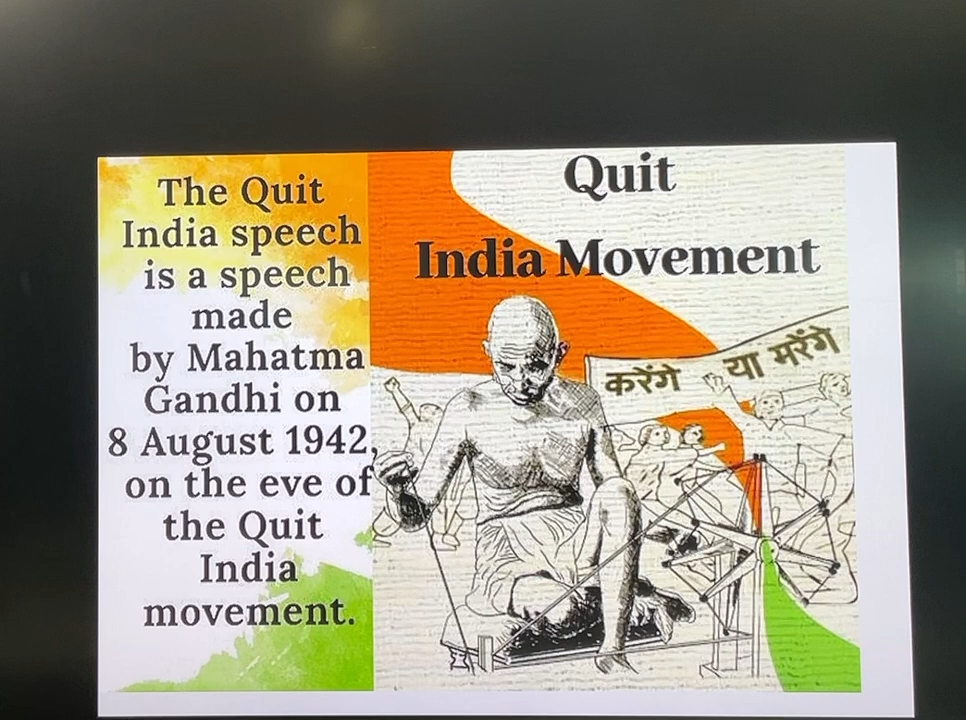 The Quit
India speech
is a speech
made
by Mahatma
Gandhi on
8 August 1942,
on the eve of
the Quit
India
movement.
Quit
India Movement
करेंगे या मरेंगे